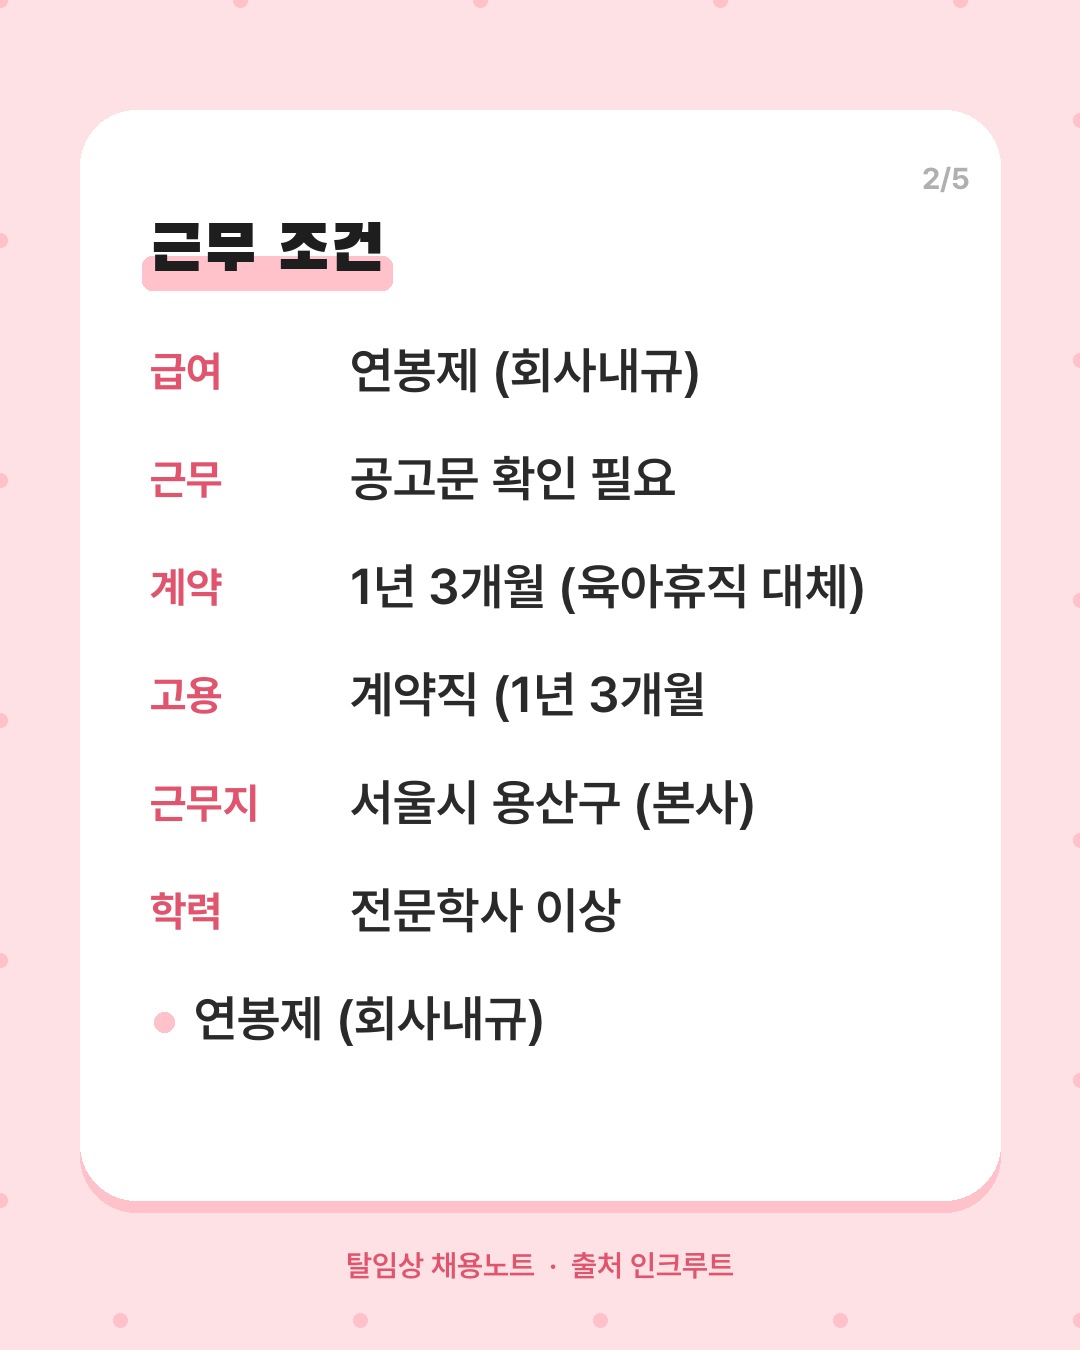 2/5
근무 조건
급여 연봉제 (회사내규)
근무 공고문 확인 필요
계약 1년 3개월 (육아휴직 대체)
고용 계약직 (1년 3개월
근무지 서울시 용산구 (본사)
학력 전문학사 이상
연봉제 (회사내규)
탈임상 채용노트 · 출처 인크루트